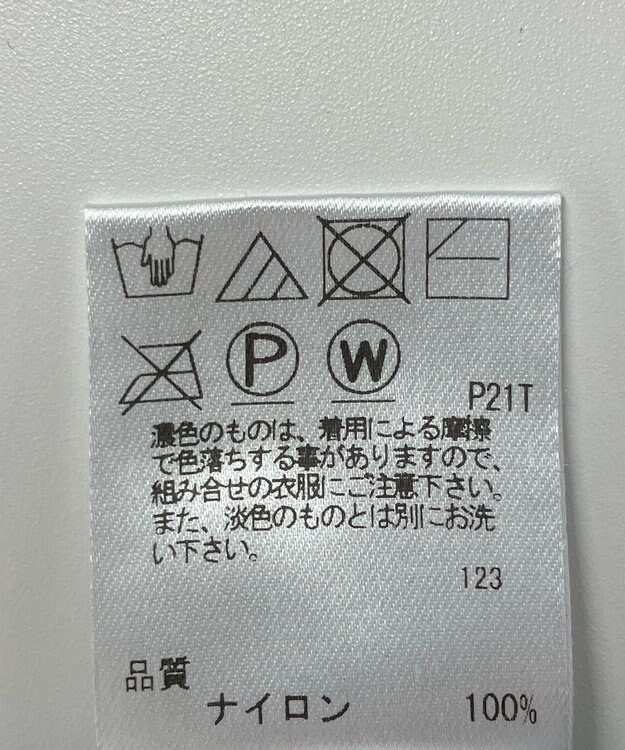 P W
P21T
濃色のものは、着用による摩擦
で色落ちする事がありますので、
組み合せの衣服にご注意下さい。
また、淡色のものとは別にお洗
い下さい。
123
品質
ナイロン 100%